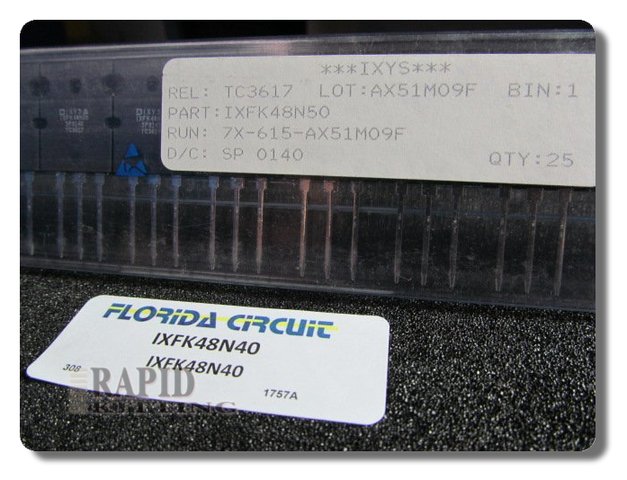 ***IXYS***
REL: TC3617 LOT:AX51M09F BIN:1
PART:IXFK48N50
RUN: 7X-615-AX51M09F
D/C: SP 0140 QTY:25
FLORIDA CIRCUIT
IXFK48N40
IXFK48N40
308 1757A
RAPID